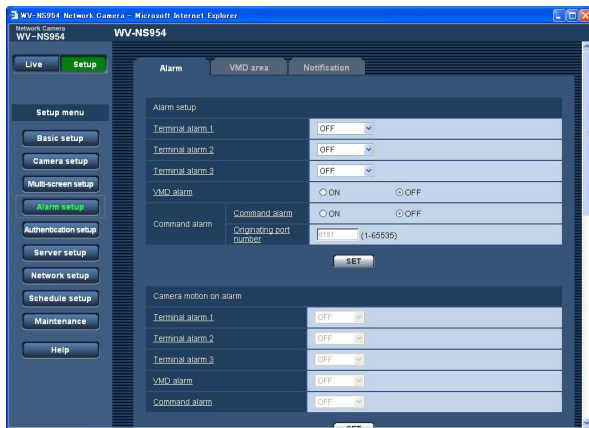 WV-NS954 Network Camera - Microsoft Internet Explorer
Network Camera
WV-NS954
WV-NS954
Live Setup
Alarm VMD area Notification
Setup menu
Basic setup
Camera setup
Multi-screen setup
Alarm setup
Authentication setup
Server setup
Network setup
Schedule setup
Maintenance
Help
Alarm setup
Terminal alarm 1 OFF
Terminal alarm 2 OFF
Terminal alarm 3 OFF
VMD alarm ON OFF
Command alarm Command alarm ON OFF
Originating port number 8181 (1-65535)
SET
Camera motion on alarm
Terminal alarm 1 OFF
Terminal alarm 2 OFF
Terminal alarm 3 OFF
VMD alarm OFF
Command alarm OFF
SET